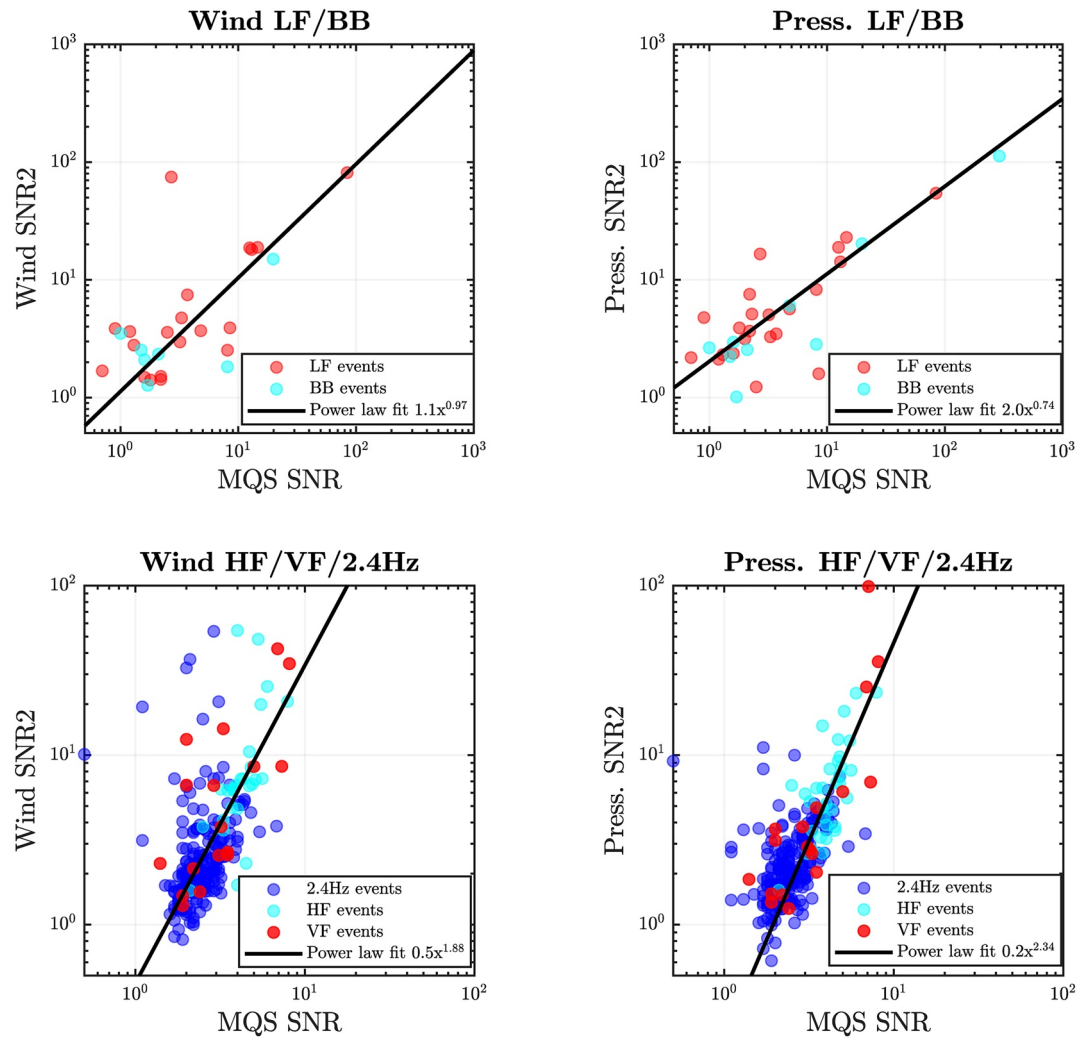 Wind LF/BB
10³
10²
10¹
10⁰
Wind SNR2
LF events
BB events
Power law fit 1.1x^0.97
10⁰ 10¹ 10² 10³
MQS SNR
Press. LF/BB
10³
10²
10¹
10⁰
Press. SNR2
LF events
BB events
Power law fit 2.0x^0.74
10⁰ 10¹ 10² 10³
MQS SNR
Wind HF/VF/2.4Hz
10²
10¹
10⁰
Wind SNR2
2.4Hz events
HF events
VF events
Power law fit 0.5x^1.88
10⁰ 10¹ 10²
MQS SNR
Press. HF/VF/2.4Hz
10²
10¹
10⁰
Press. SNR2
2.4Hz events
HF events
VF events
Power law fit 0.2x^2.34
10⁰ 10¹ 10²
MQS SNR